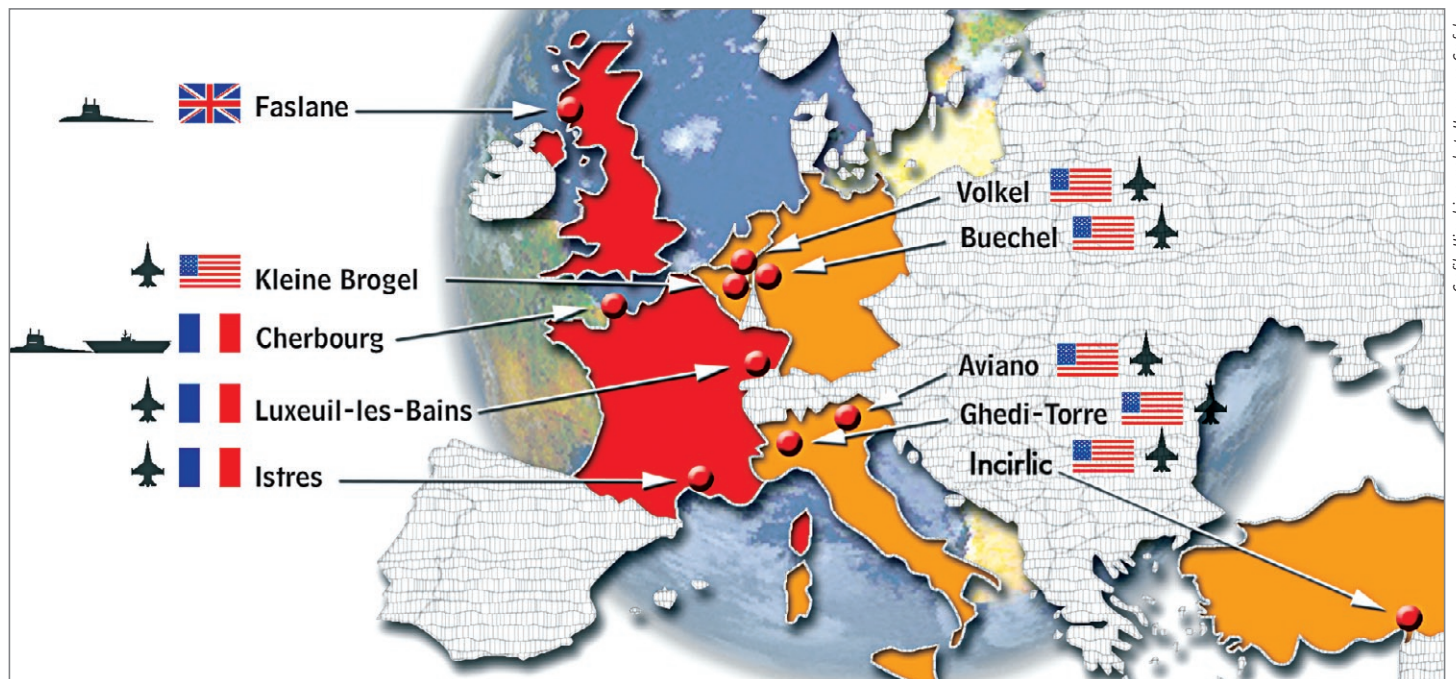 Faslane
Kleine Brogel
Cherbourg
Luxeuil-les-Bains
Istres
Volkel
Buechel
Aviano
Ghedi-Torre
Incirlic